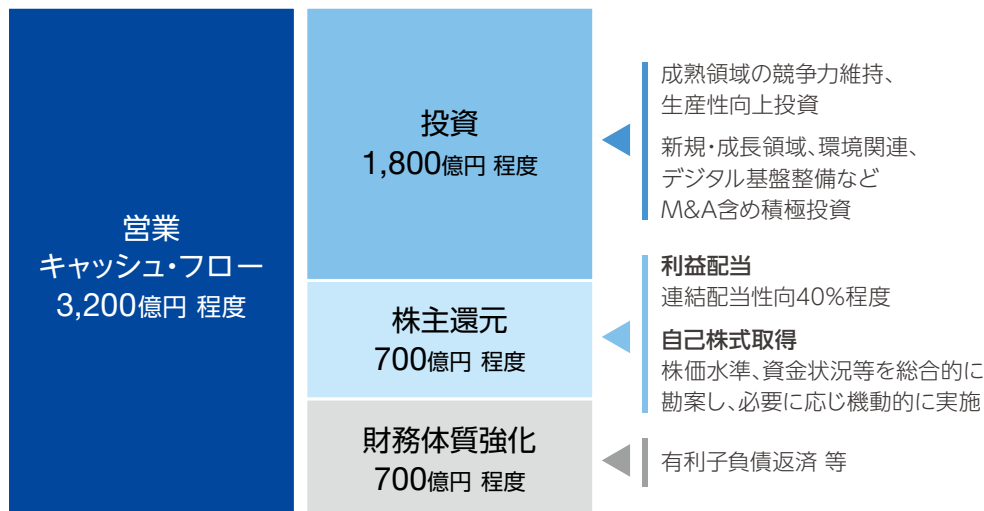 営業
キャッシュ・フロー
3,200億円 程度
投資
1,800億円 程度
成熟領域の競争力維持、
生産性向上投資
新規・成長領域、環境関連、
デジタル基盤整備など
M&A含め積極投資
株主還元
700億円 程度
利益配当
連結配当性向40%程度
自己株式取得
株価水準、資金状況等を総合的に
勘案し、必要に応じ機動的に実施
財務体質強化
700億円 程度
有利子負債返済 等